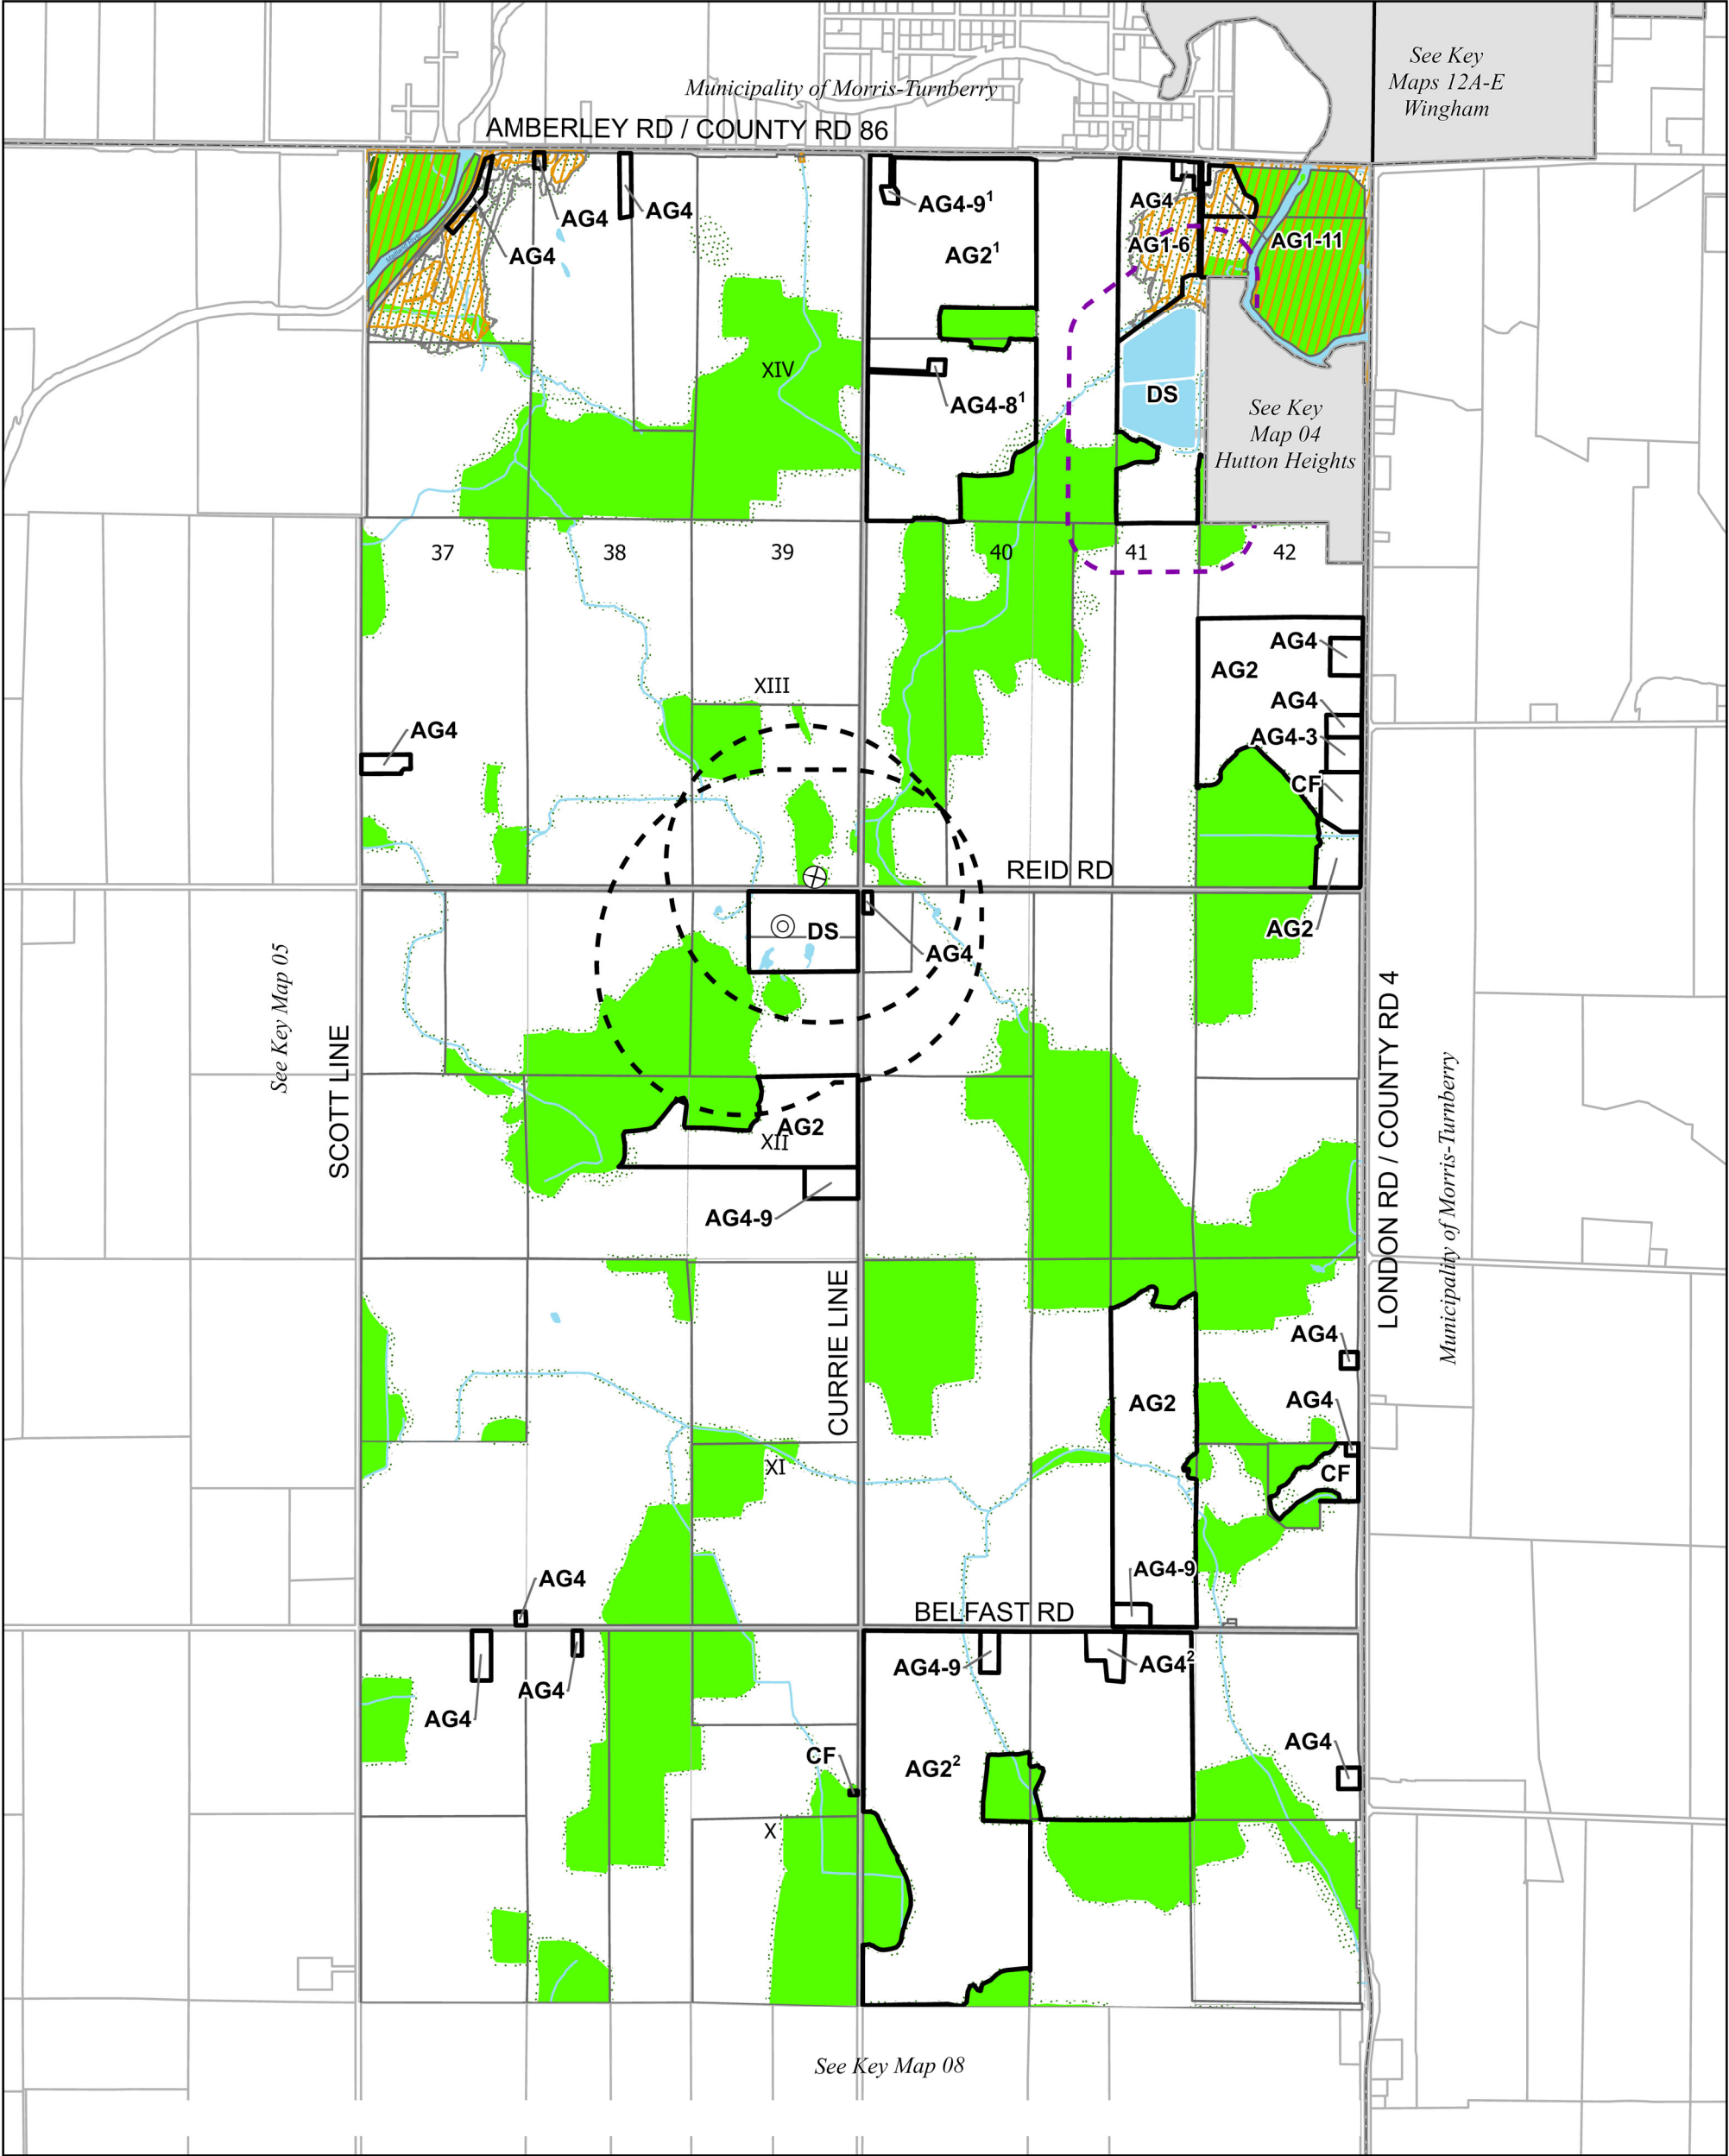 See Key
Maps 12A-E
Wingham
Municipality of Morris-Turnberry
AMBERLEY RD / COUNTY RD 86
AG4
AG4
AG4
AG4-9¹
AG2¹
AG4
AG1-6
AG1-11
XIV
AG4-8¹
DS
See Key
Map 04
Hutton Heights
37
38
39
40
41
42
AG4
AG2
XIII
AG4
AG4
AG4-3
CF
REID RD
DS
AG4
AG2
See Key Map 05
SCOTT LINE
LONDON RD / COUNTY RD 4
Municipality of Morris-Turnberry
AG2
XII
AG4-9
CURRIE LINE
AG4
AG2
AG4
XI
CF
AG4-9
AG4
BELFAST RD
AG4-9
AG4²
AG4
AG4
AG4
CF
AG2²
X
See Key Map 08